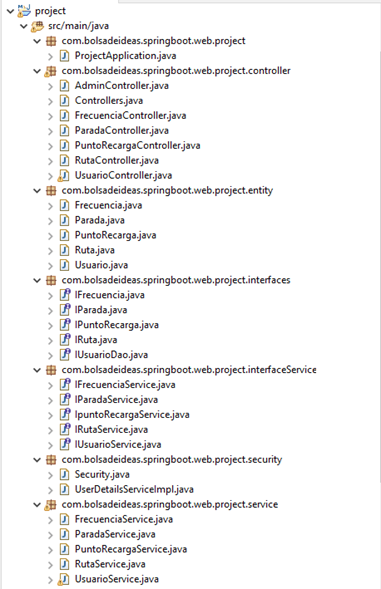 project
src/main/java
com.bolsadeideas.springboot.web.project
ProjectApplication.java
com.bolsadeideas.springboot.web.project.controller
AdminController.java
Controllers.java
FrecuenciaController.java
ParadaController.java
PuntoRecargaController.java
RutaController.java
UsuarioController.java
com.bolsadeideas.springboot.web.project.entity
Frecuencia.java
Parada.java
PuntoRecarga.java
Ruta.java
Usuario.java
com.bolsadeideas.springboot.web.project.interfaces
IFrecuencia.java
IParada.java
IPuntoRecarga.java
IRuta.java
IUsuarioDao.java
com.bolsadeideas.springboot.web.project.interfaceService
IFrecuenciaService.java
IParadaService.java
IpuntoRecargaService.java
IRutaService.java
IUsuarioService.java
com.bolsadeideas.springboot.web.project.security
Security.java
UserDetailsServiceImpl.java
com.bolsadeideas.springboot.web.project.service
FrecuenciaService.java
ParadaService.java
PuntoRecargaService.java
RutaService.java
UsuarioService.java